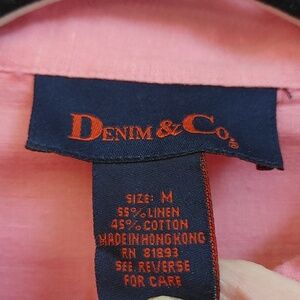 DENIM & CO®
SIZE: M
55% LINEN
45% COTTON
MADE IN HONG KONG
RN 81893
SEE REVERSE
FOR CARE